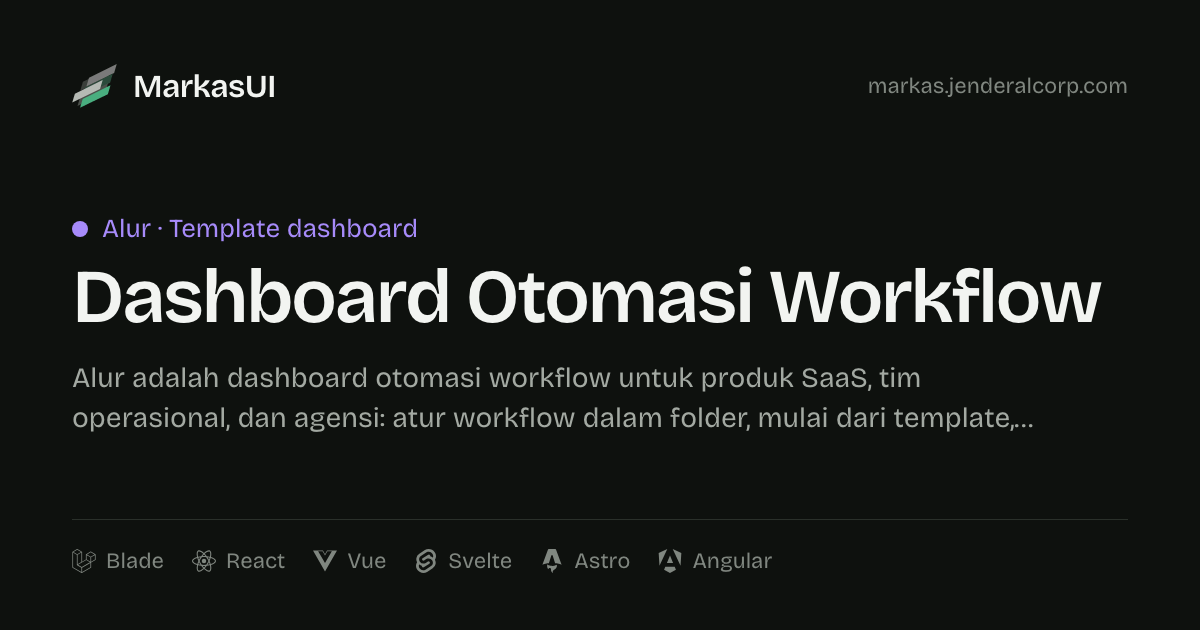 MarkasUI
markas.jenderalcorp.com
Alur · Template dashboard
Dashboard Otomasi Workflow
Alur adalah dashboard otomasi workflow untuk produk SaaS, tim
operasional, dan agensi: atur workflow dalam folder, mulai dari template,...
Blade React Vue Svelte Astro Angular